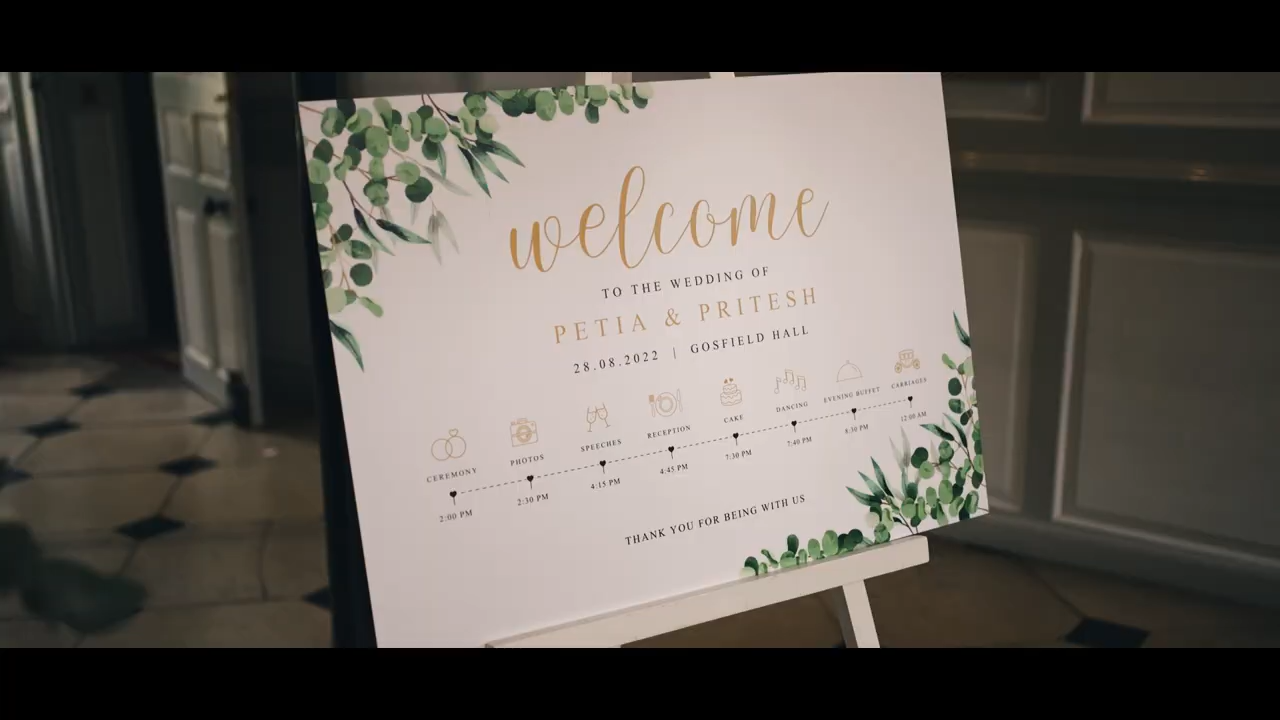 welcome
TO THE WEDDING OF
PETIA & PRITESH
28.08.2022 | GOSFIELD HALL
CEREMONY PHOTOS SPEECHES RECEPTION CAKE DANCING EVENING BUFFET CARRIAGES
2:00 PM 2:30 PM 4:15 PM 4:45 PM 7:30 PM 7:40 PM 8:30 PM 12:00 AM
THANK YOU FOR BEING WITH US